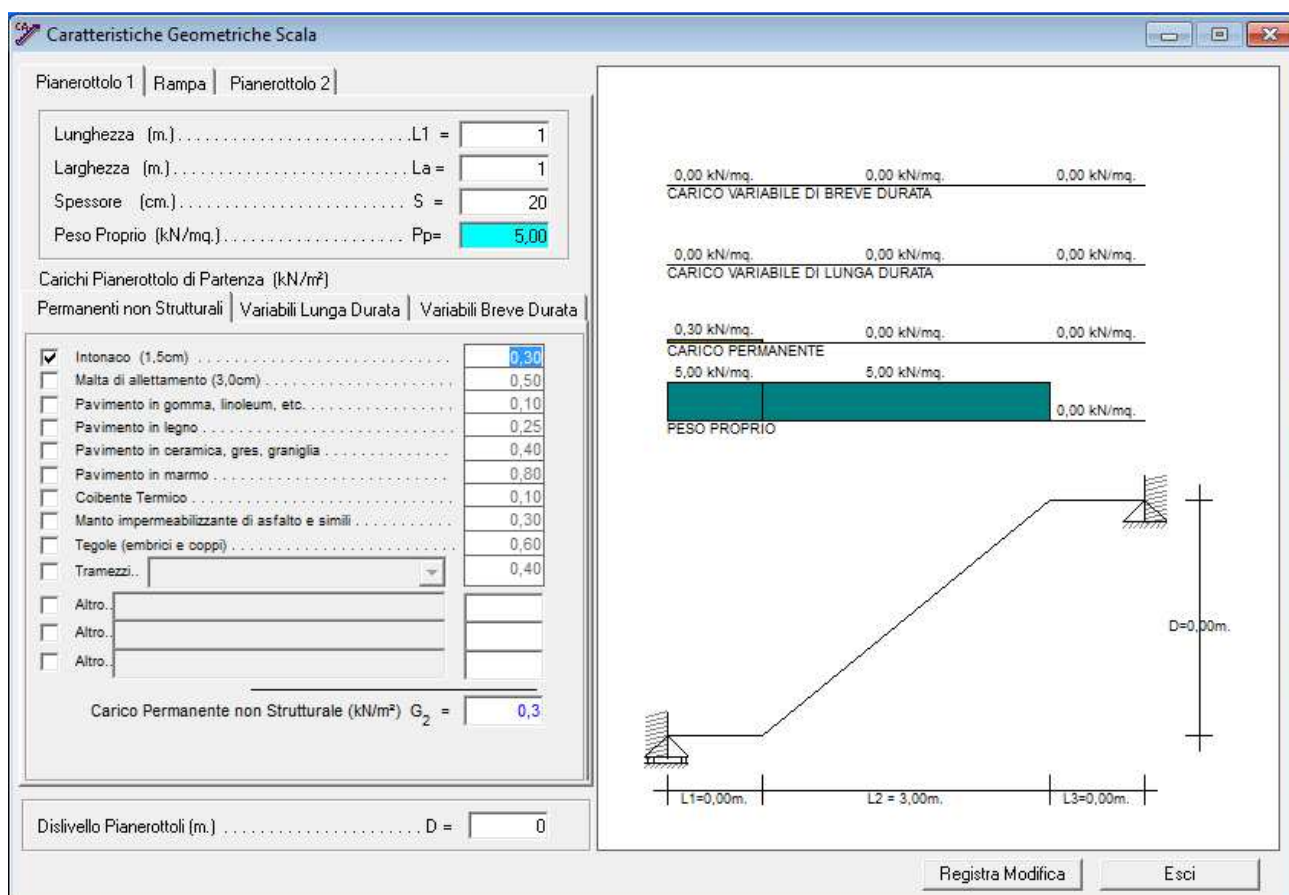 Caratteristiche Geometriche Scala
Pianerottolo 1 Rampa Pianerottolo 2
Lunghezza (m.)..........................L1 = 1
Larghezza (m.)..........................La = 1
Spessore (cm.)......................... S = 20
Peso Proprio (kN/mq.).................... Pp= 5,00
Carichi Pianerottolo di Partenza (kN/m²)
Permanenti non Strutturali Variabili Lunga Durata Variabili Breve Durata
Intonaco (1,5cm) ............................. 0,30
Malta di allettamento (3,0cm) ..................... 0,50
Pavimento in gomma, linoleum, etc................. 0,10
Pavimento in legno ............................ 0,25
Pavimento in ceramica, gres, graniglia .............. 0,40
Pavimento in marmo .......................... 0,80
Coibente Termico ............................. 0,10
Manto impermeabilizzante di asfalto e simili ........... 0,30
Tegole (embrici e coppi) ......................... 0,60
Tramezzi.. 0,40
Altro..
Altro..
Altro..
Carico Permanente non Strutturale (kN/m²) G2 = 0,3
Dislivello Pianerottoli (m.) ...................... D = 0
0,00 kN/mq. 0,00 kN/mq. 0,00 kN/mq.
CARICO VARIABILE DI BREVE DURATA
0,00 kN/mq. 0,00 kN/mq. 0,00 kN/mq.
CARICO VARIABILE DI LUNGA DURATA
0,30 kN/mq. 0,00 kN/mq. 0,00 kN/mq.
CARICO PERMANENTE
5,00 kN/mq. 5,00 kN/mq.
0,00 kN/mq.
PESO PROPRIO
D=0,00m.
L1=0,00m. L2 = 3,00m. L3=0,00m.
Registra Modifica Esci